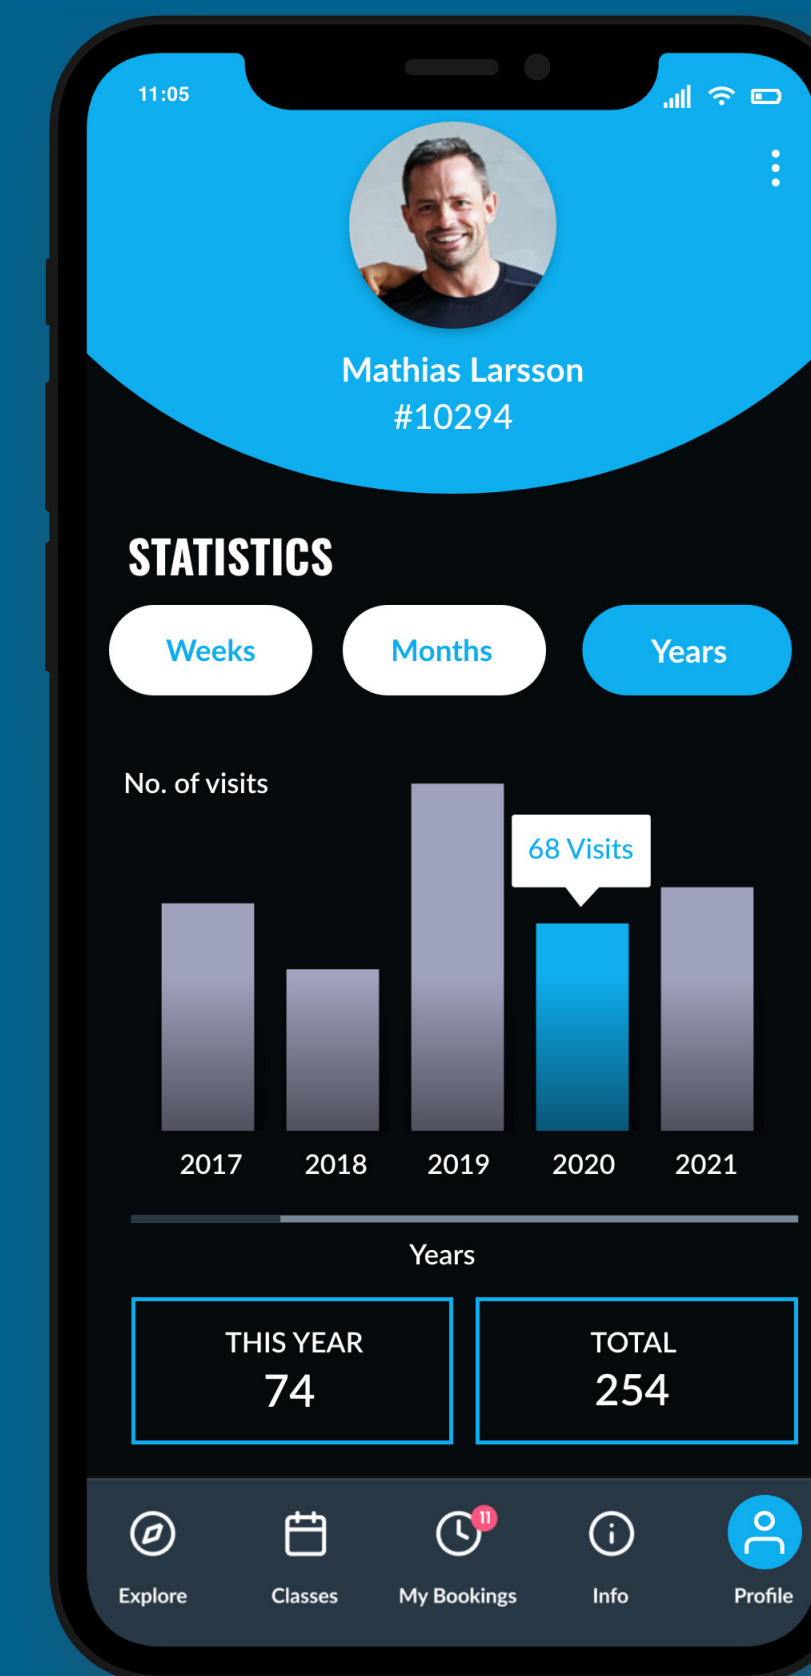 11:05
Mathias Larsson
#10294
STATISTICS
Weeks Months Years
No. of visits
68 Visits
2017 2018 2019 2020 2021
Years
THIS YEAR TOTAL
74 254
11
Explore Classes My Bookings Info Profile